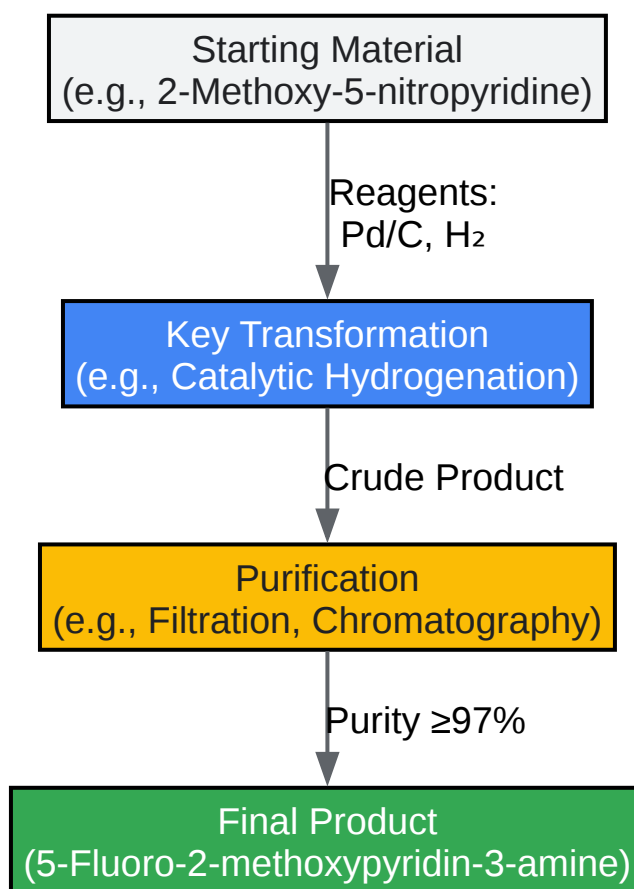 Starting Material
(e.g., 2-Methoxy-5-nitropyridine)
Reagents:
Pd/C, H₂
Key Transformation
(e.g., Catalytic Hydrogenation)
Crude Product
Purification
(e.g., Filtration, Chromatography)
Purity ≥97%
Final Product
(5-Fluoro-2-methoxypyridin-3-amine)